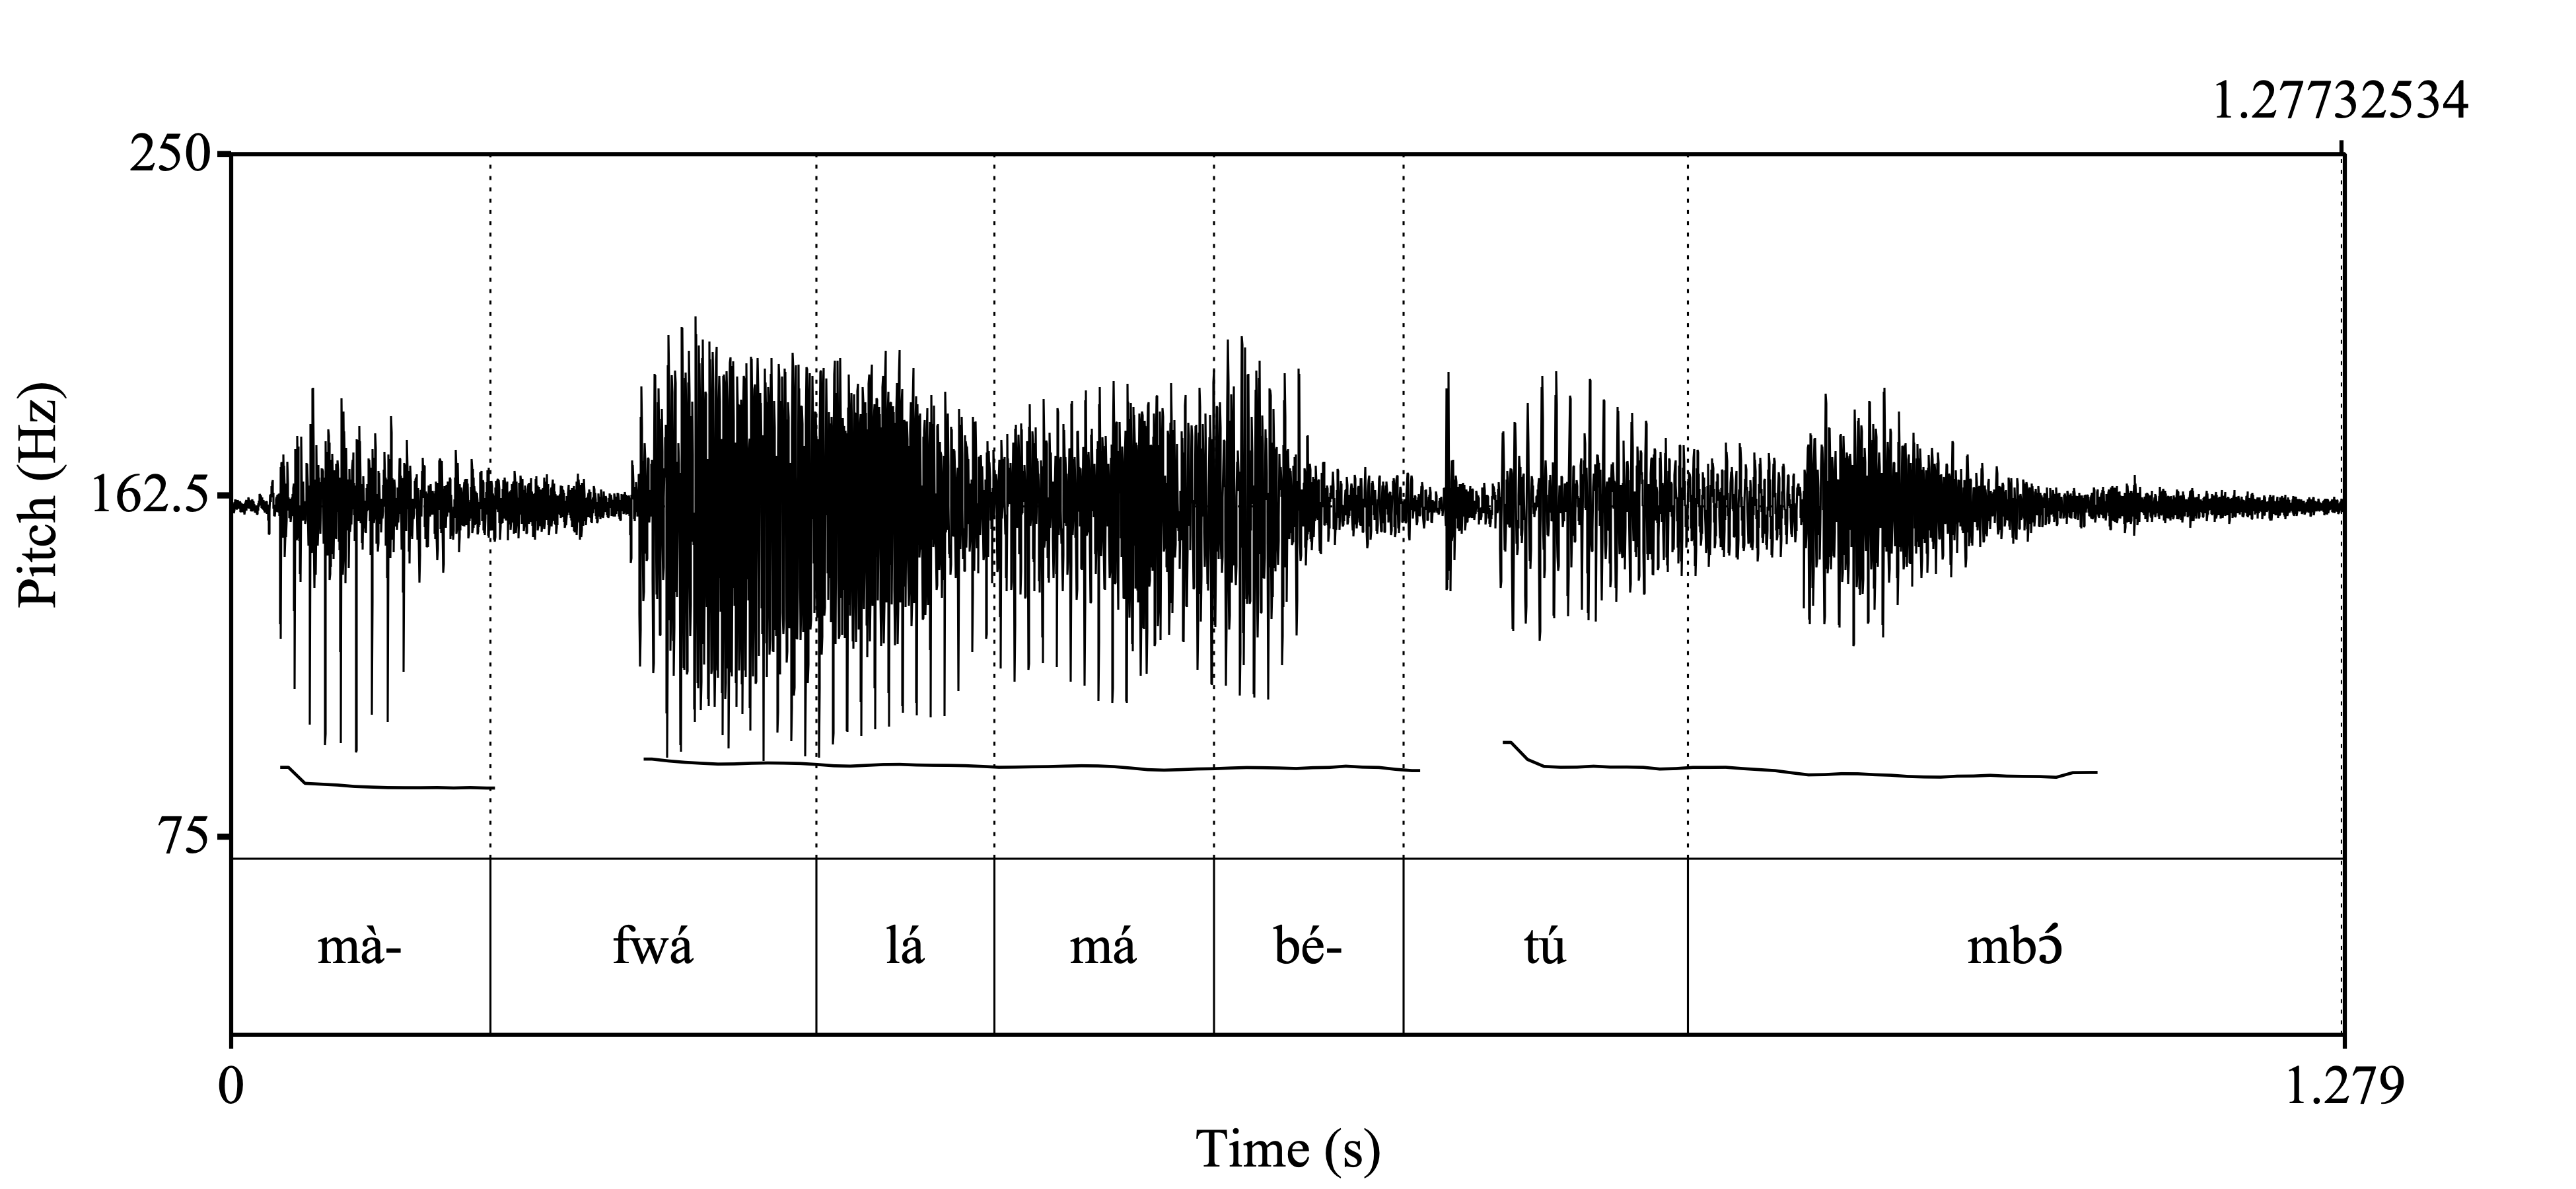 1.27732534
250
Pitch (Hz)
162.5
75
mà- fwá lá má bé- tú mbɔ́
0 1.279
Time (s)